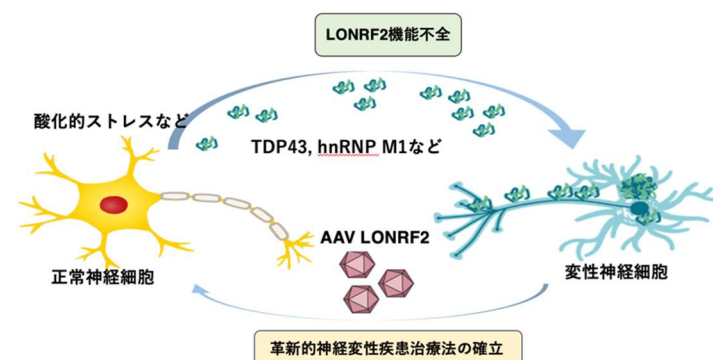 LONRF2機能不全
酸化的ストレスなど
TDP43, hnRNP M1など
AAV LONRF2
正常神経細胞
変性神経細胞
革新的神経変性疾患治療法の確立